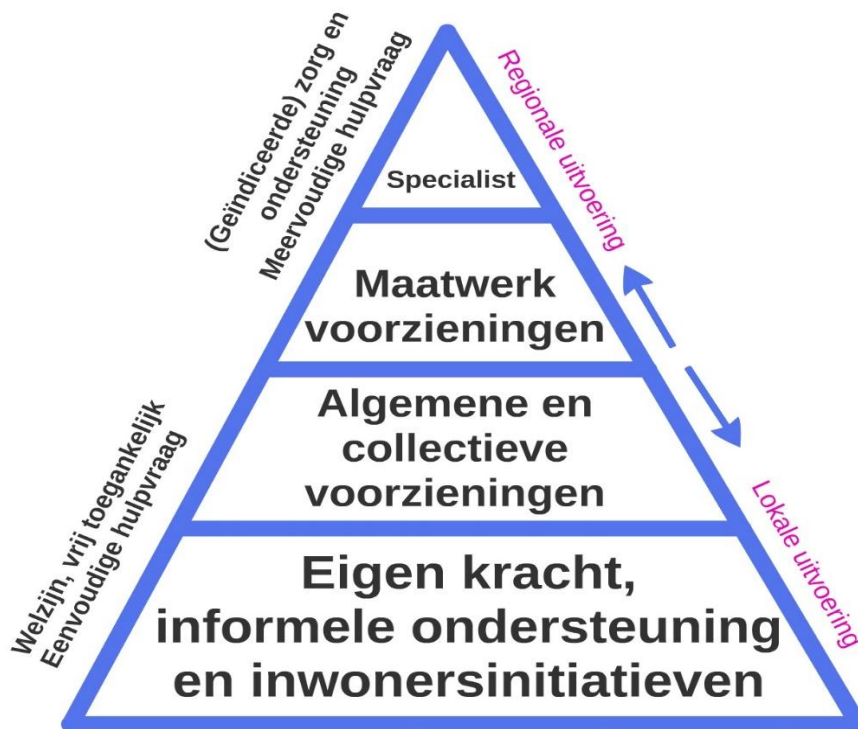 (Geïndiceerde) zorg en
ondersteuning
Meervoudige hulpvraag
Regionale uitvoering
Specialist
Maatwerk
voorzieningen
Algemene en
collectieve
voorzieningen
Welzijn, vrij toegankelijk
Eenvoudige hulpvraag
Lokale uitvoering
Eigen kracht,
informele ondersteuning
en inwonersinitiatieven